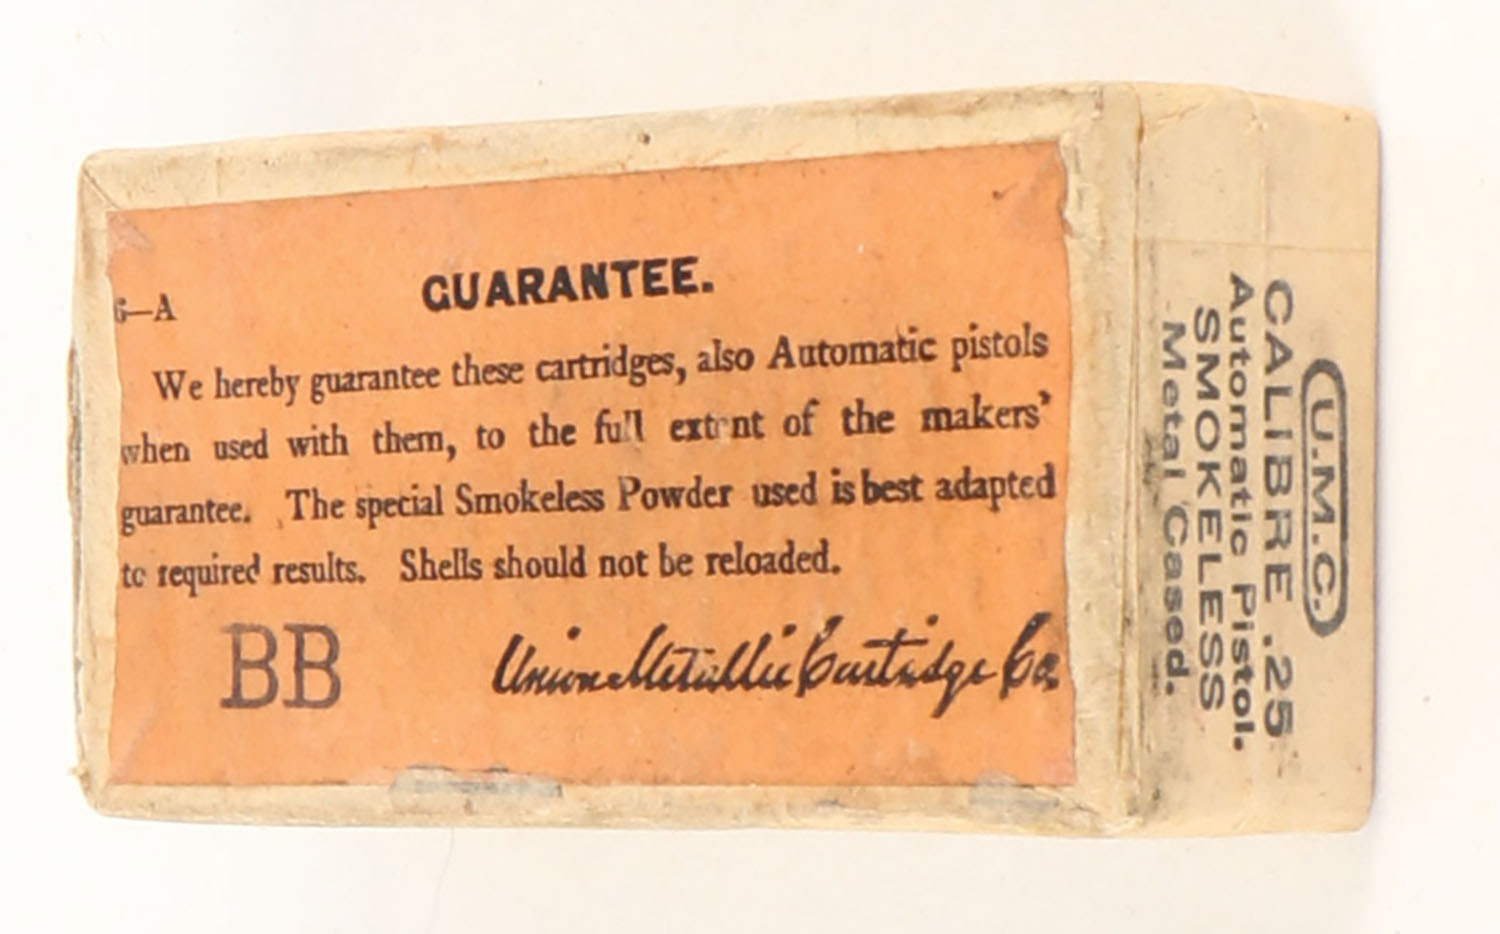 GUARANTEE.
6—A
We hereby guarantee these cartridges, also Automatic pistols
when used with them, to the full extent of the makers'
guarantee. The special Smokeless Powder used is best adapted
to required results. Shells should not be reloaded.
BB
Union Metallic Cartridge Co.
U.M.C.
CALIBRE .25
Automatic Pistol.
SMOKELESS
Metal Cased.